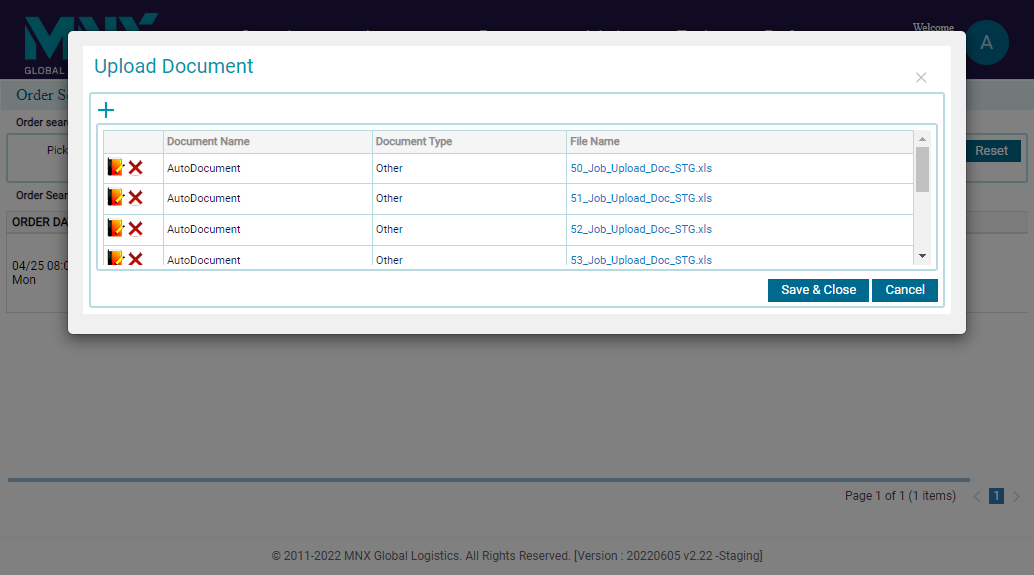 MNX
GLOBAL
Welcome
A
Upload Document
Order S
Order sear
Pick
Reset
Document Name Document Type File Name
AutoDocument Other 50_Job_Upload_Doc_STG.xls
AutoDocument Other 51_Job_Upload_Doc_STG.xls
AutoDocument Other 52_Job_Upload_Doc_STG.xls
AutoDocument Other 53_Job_Upload_Doc_STG.xls
Order Sear
ORDER DA
04/25 08:0
Mon
Save & Close Cancel
Page 1 of 1 (1 items) 1
© 2011-2022 MNX Global Logistics. All Rights Reserved. [Version : 20220605 v2.22 -Staging]